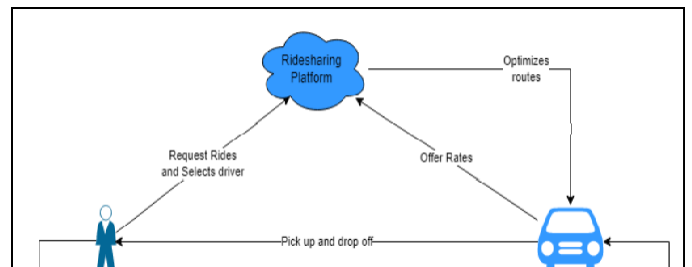 Ridesharing
Platform
Optimizes
routes
Request Rides
and Selects driver
Offer Rates
Pick up and drop off